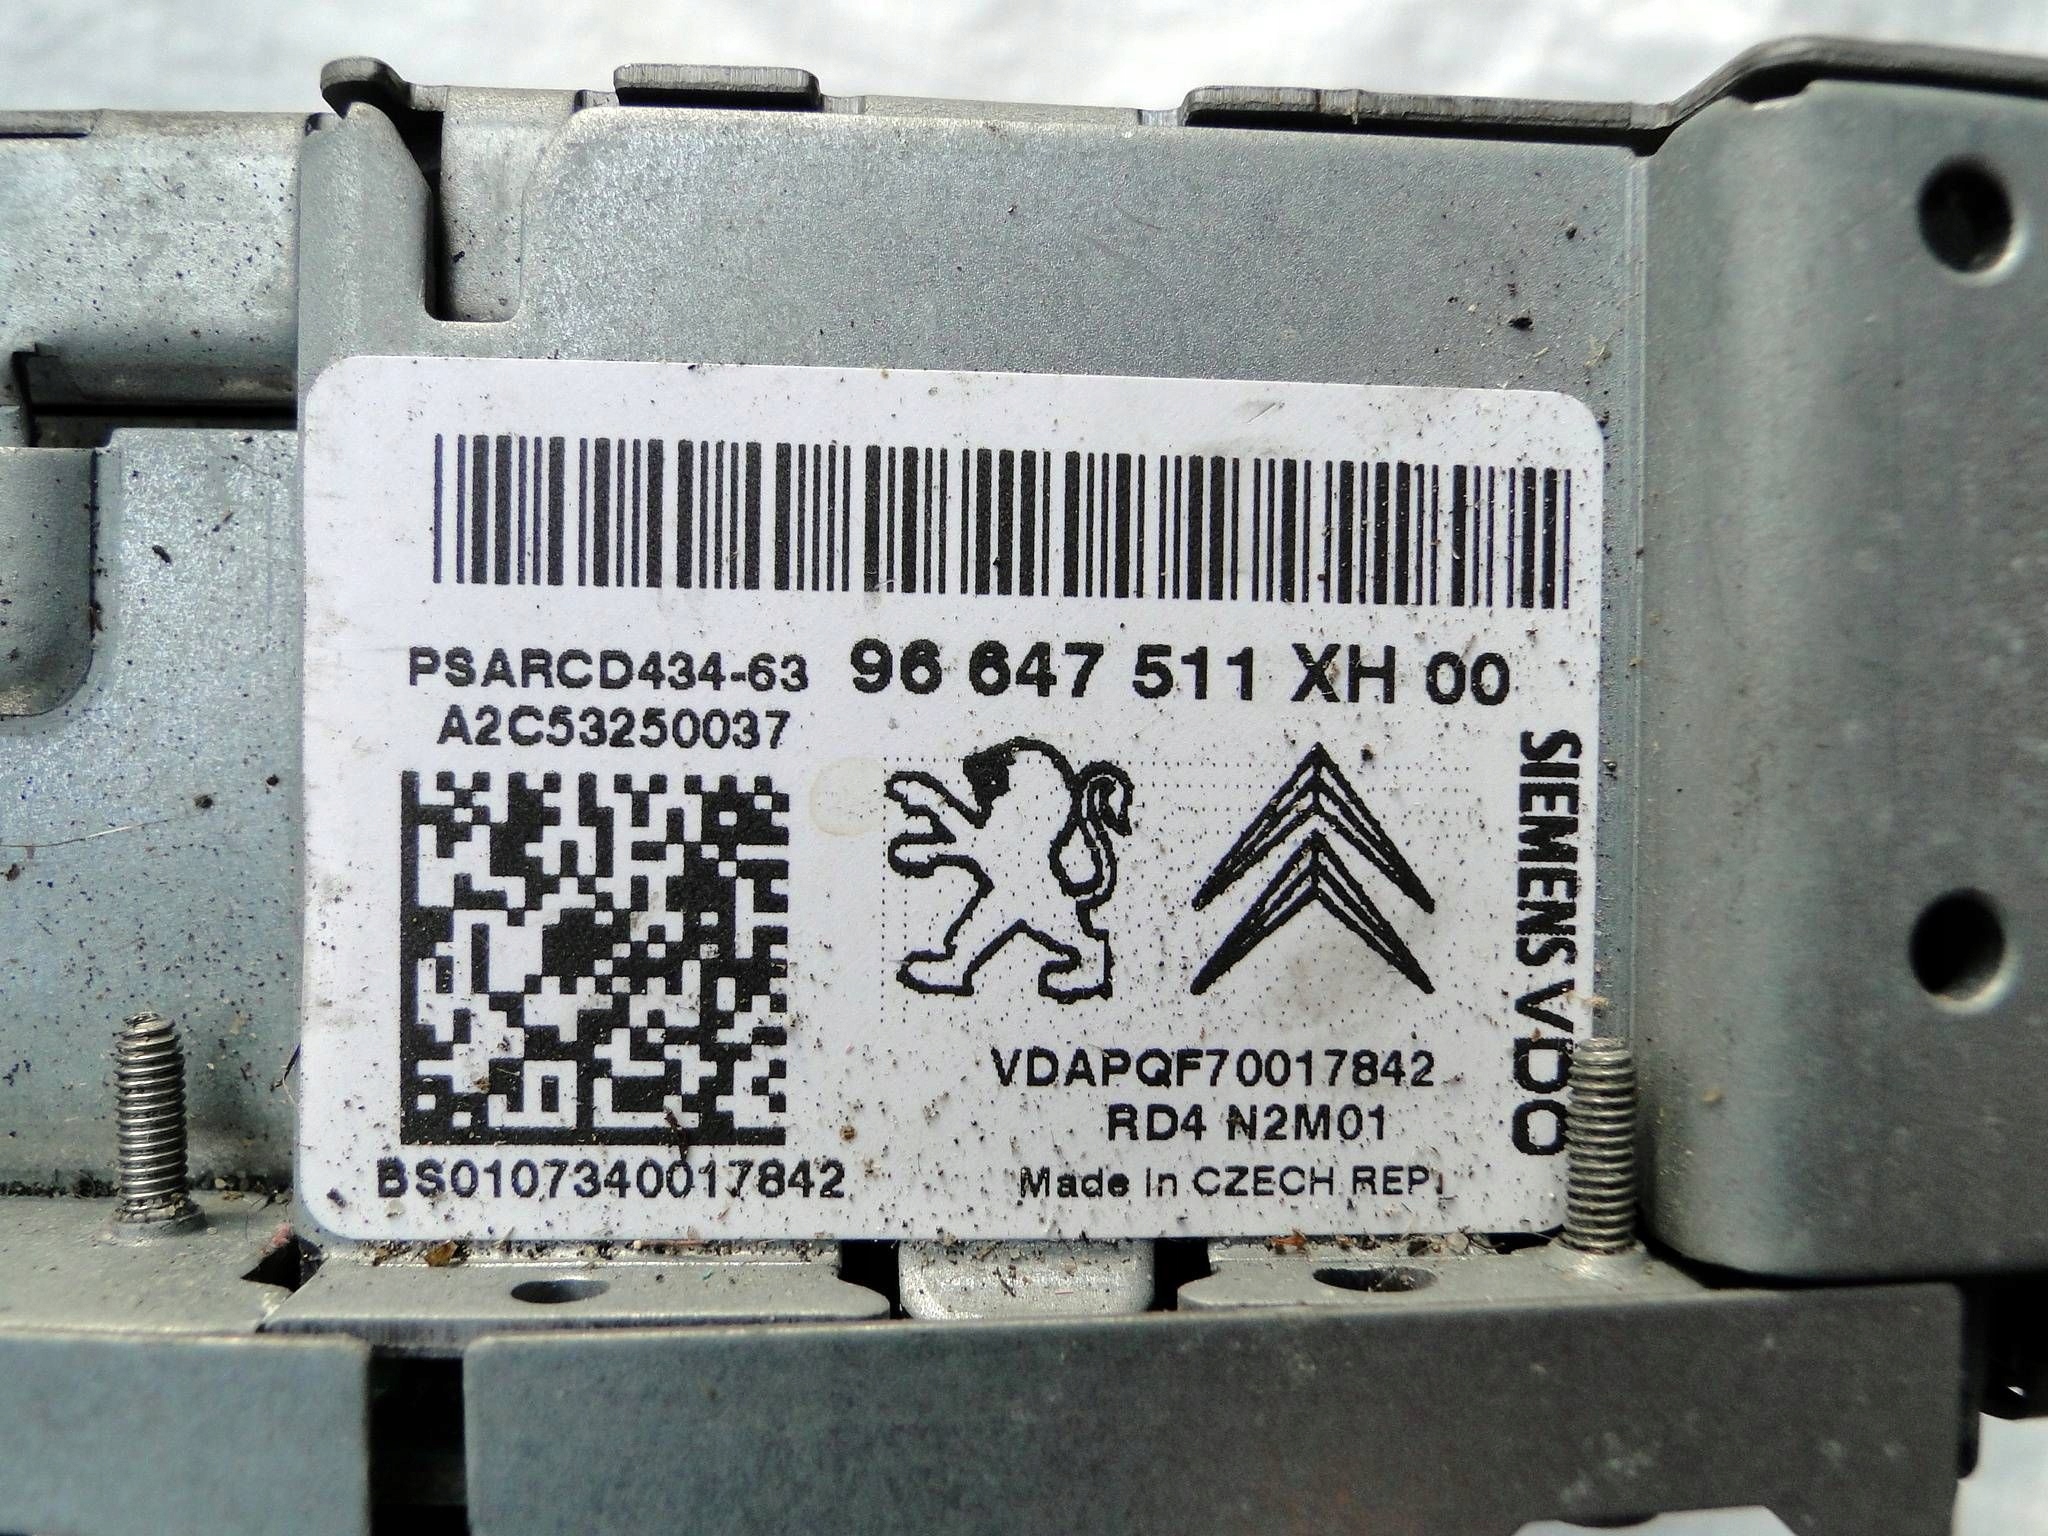 PSARCD434-63 96 647 511 XH 00
A2C53250037
SIEMENS VDO
VDAPQF70017842
RD4 N2M01
BS0107340017842
Made in CZECH REP.